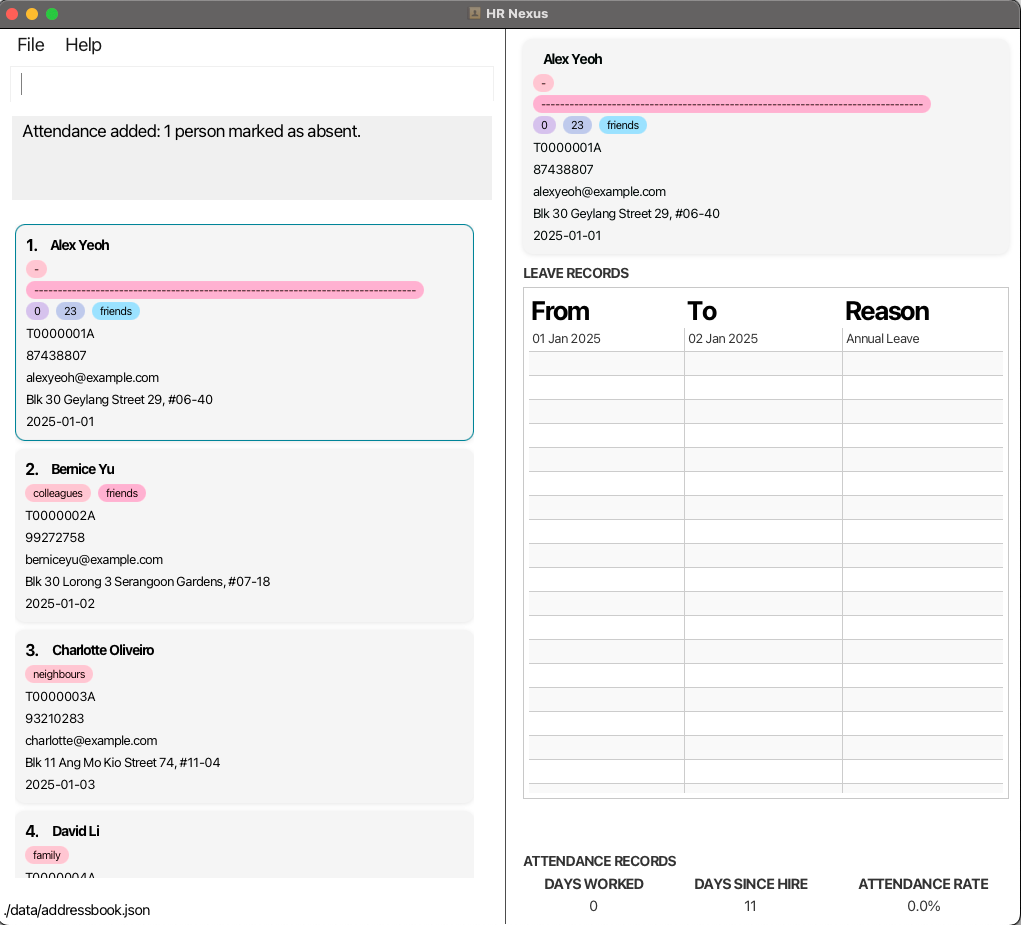 HR Nexus
File Help
Attendance added: 1 person marked as absent.
1. Alex Yeoh
-
--------------------------------------------------------------------------------
0 23 friends
T0000001A
87438807
alexyeoh@example.com
Blk 30 Geylang Street 29, #06-40
2025-01-01
2. Bernice Yu
colleagues friends
T0000002A
99272758
berniceyu@example.com
Blk 30 Lorong 3 Serangoon Gardens, #07-18
2025-01-02
3. Charlotte Oliveiro
neighbours
T0000003A
93210283
charlotte@example.com
Blk 11 Ang Mo Kio Street 74, #11-04
2025-01-03
4. David Li
family
T0000004A
./data/addressbook.json
Alex Yeoh
-
--------------------------------------------------------------------------------
0 23 friends
T0000001A
87438807
alexyeoh@example.com
Blk 30 Geylang Street 29, #06-40
2025-01-01
LEAVE RECORDS
From To Reason
01 Jan 2025 02 Jan 2025 Annual Leave
ATTENDANCE RECORDS
DAYS WORKED DAYS SINCE HIRE ATTENDANCE RATE
0 11 0.0%